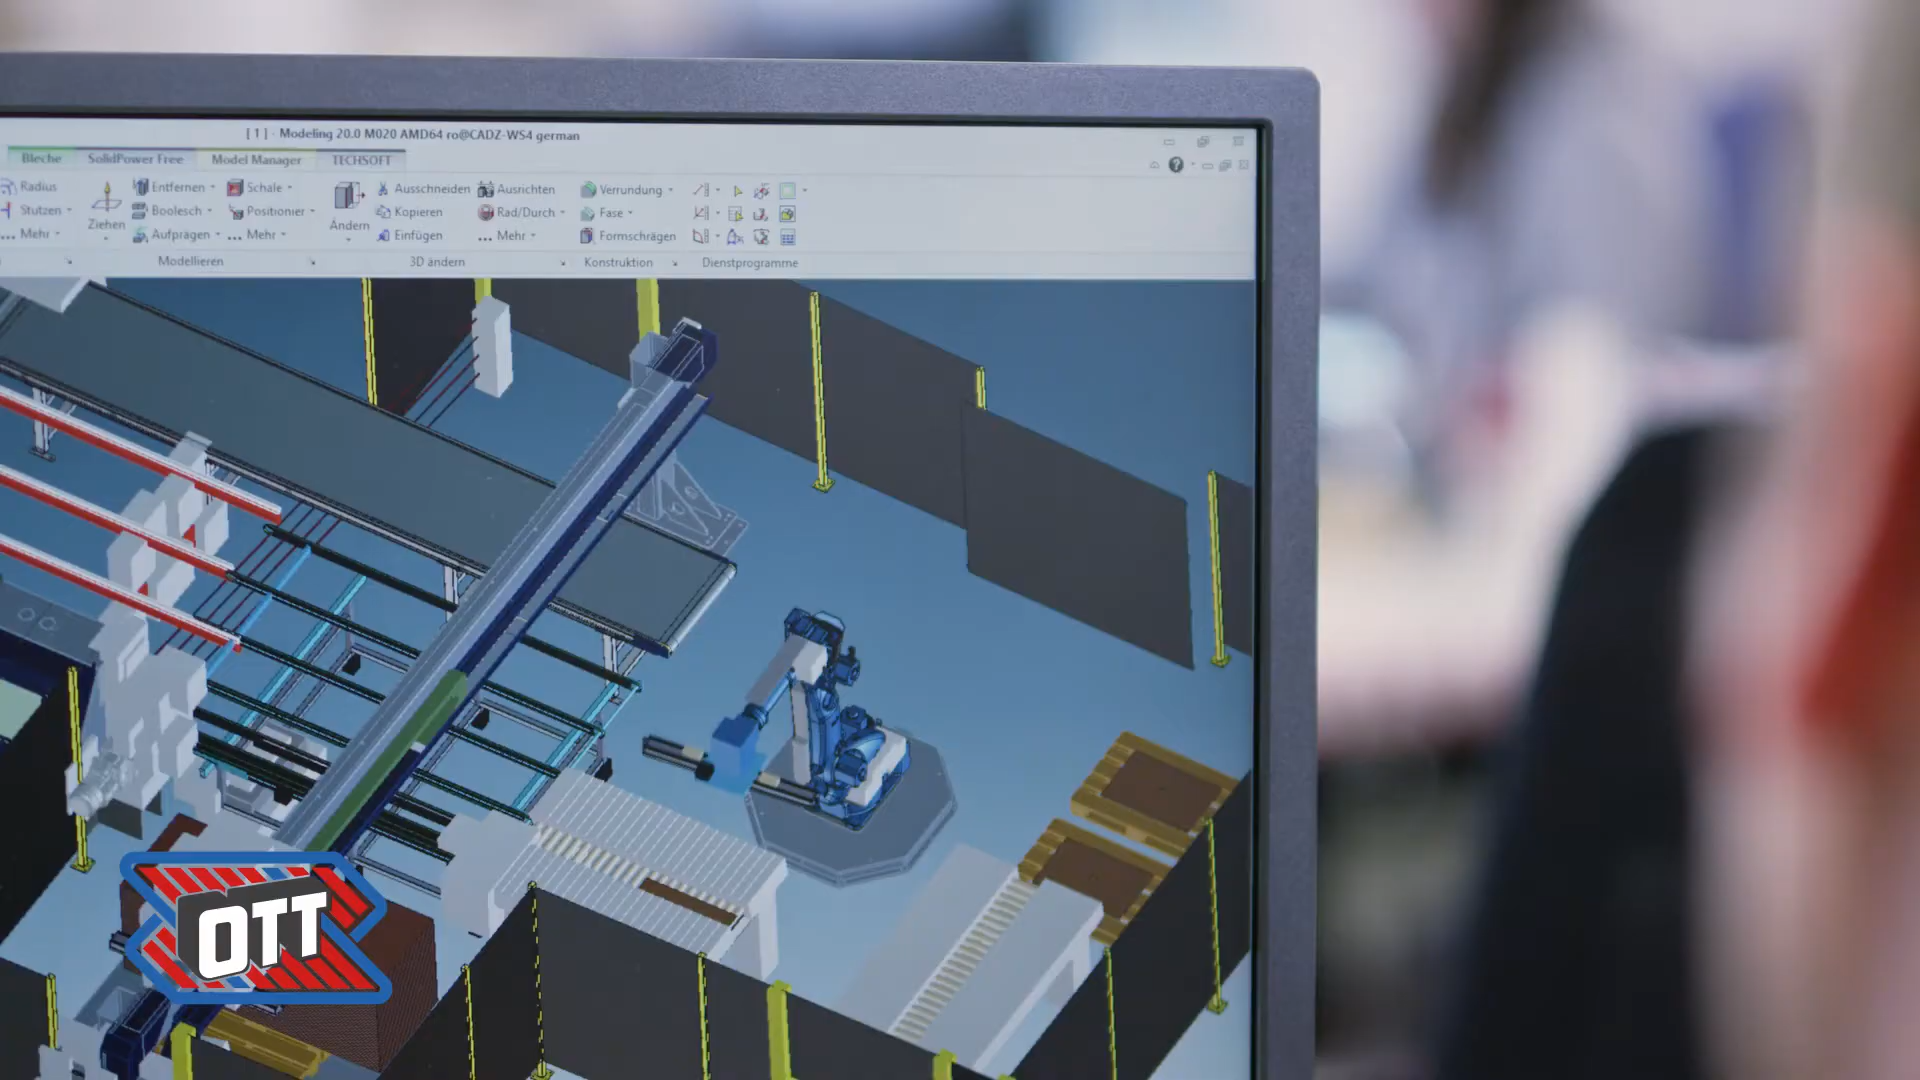 [ 1 ] - Modeling 20.0 M020 AMD64 ro@CADZ-WS4 german
Bleche SolidPower Free Model Manager TECHSOFT
Radius Entfernen Schale Ausschneiden Ausrichten Verrundung
Stutzen Ziehen Boolesch Positionier Ändern Kopieren Rad/Durch Fase
... Mehr Aufprägen ... Mehr Einfügen ... Mehr Formschrägen
Modellieren 3D ändern Konstruktion Dienstprogramme
OTT